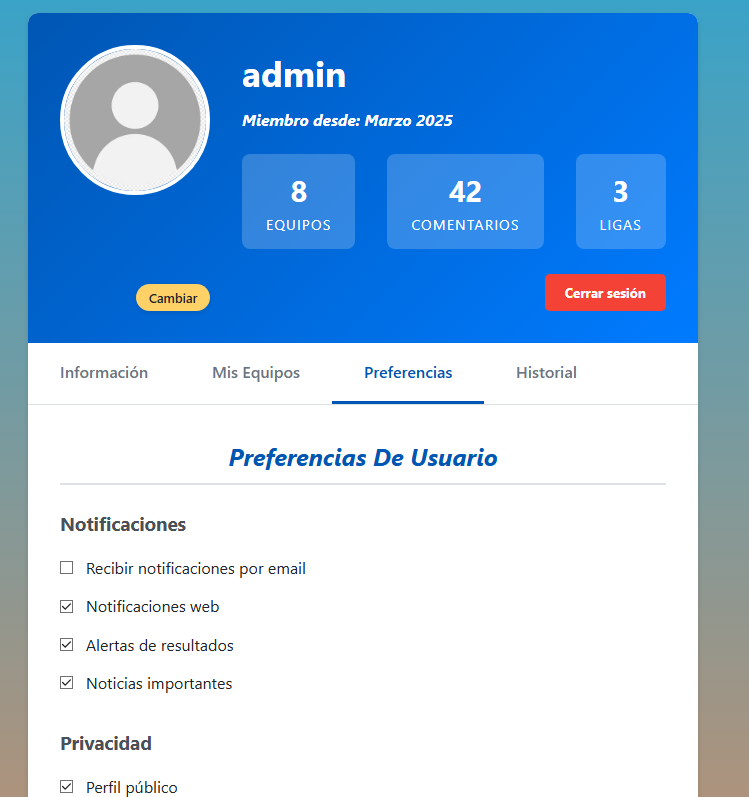 admin
Miembro desde: Marzo 2025
8
EQUIPOS
42
COMENTARIOS
3
LIGAS
Cambiar
Cerrar sesión
Información
Mis Equipos
Preferencias
Historial
Preferencias De Usuario
Notificaciones
Recibir notificaciones por email
Notificaciones web
Alertas de resultados
Noticias importantes
Privacidad
Perfil público